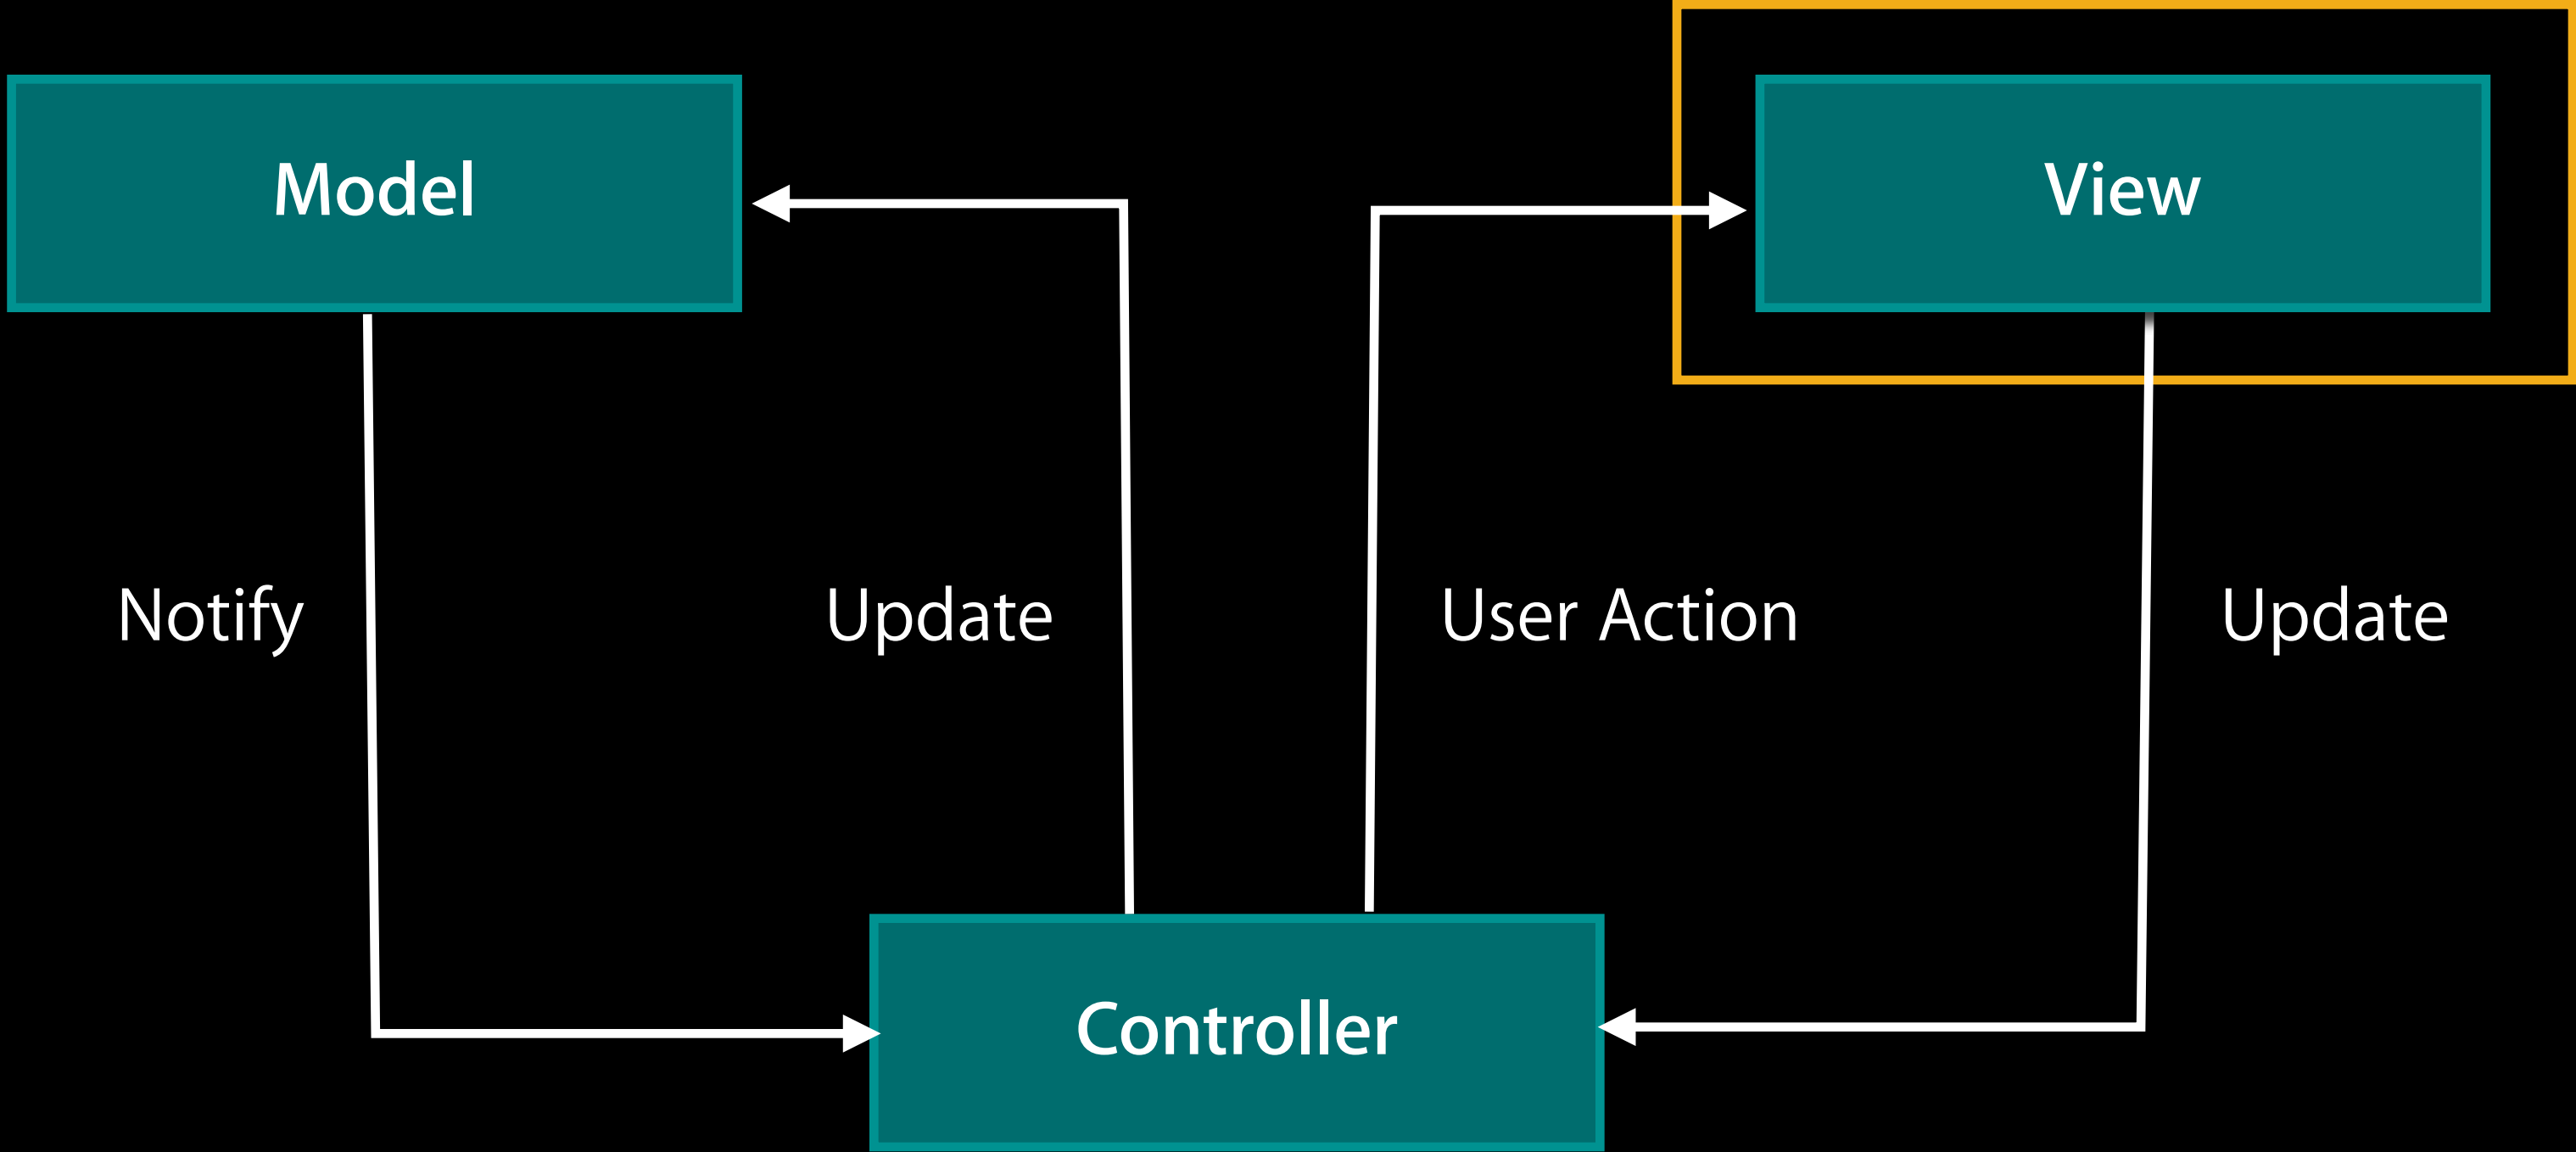 Model
View
Notify
Update
User Action
Update
Controller